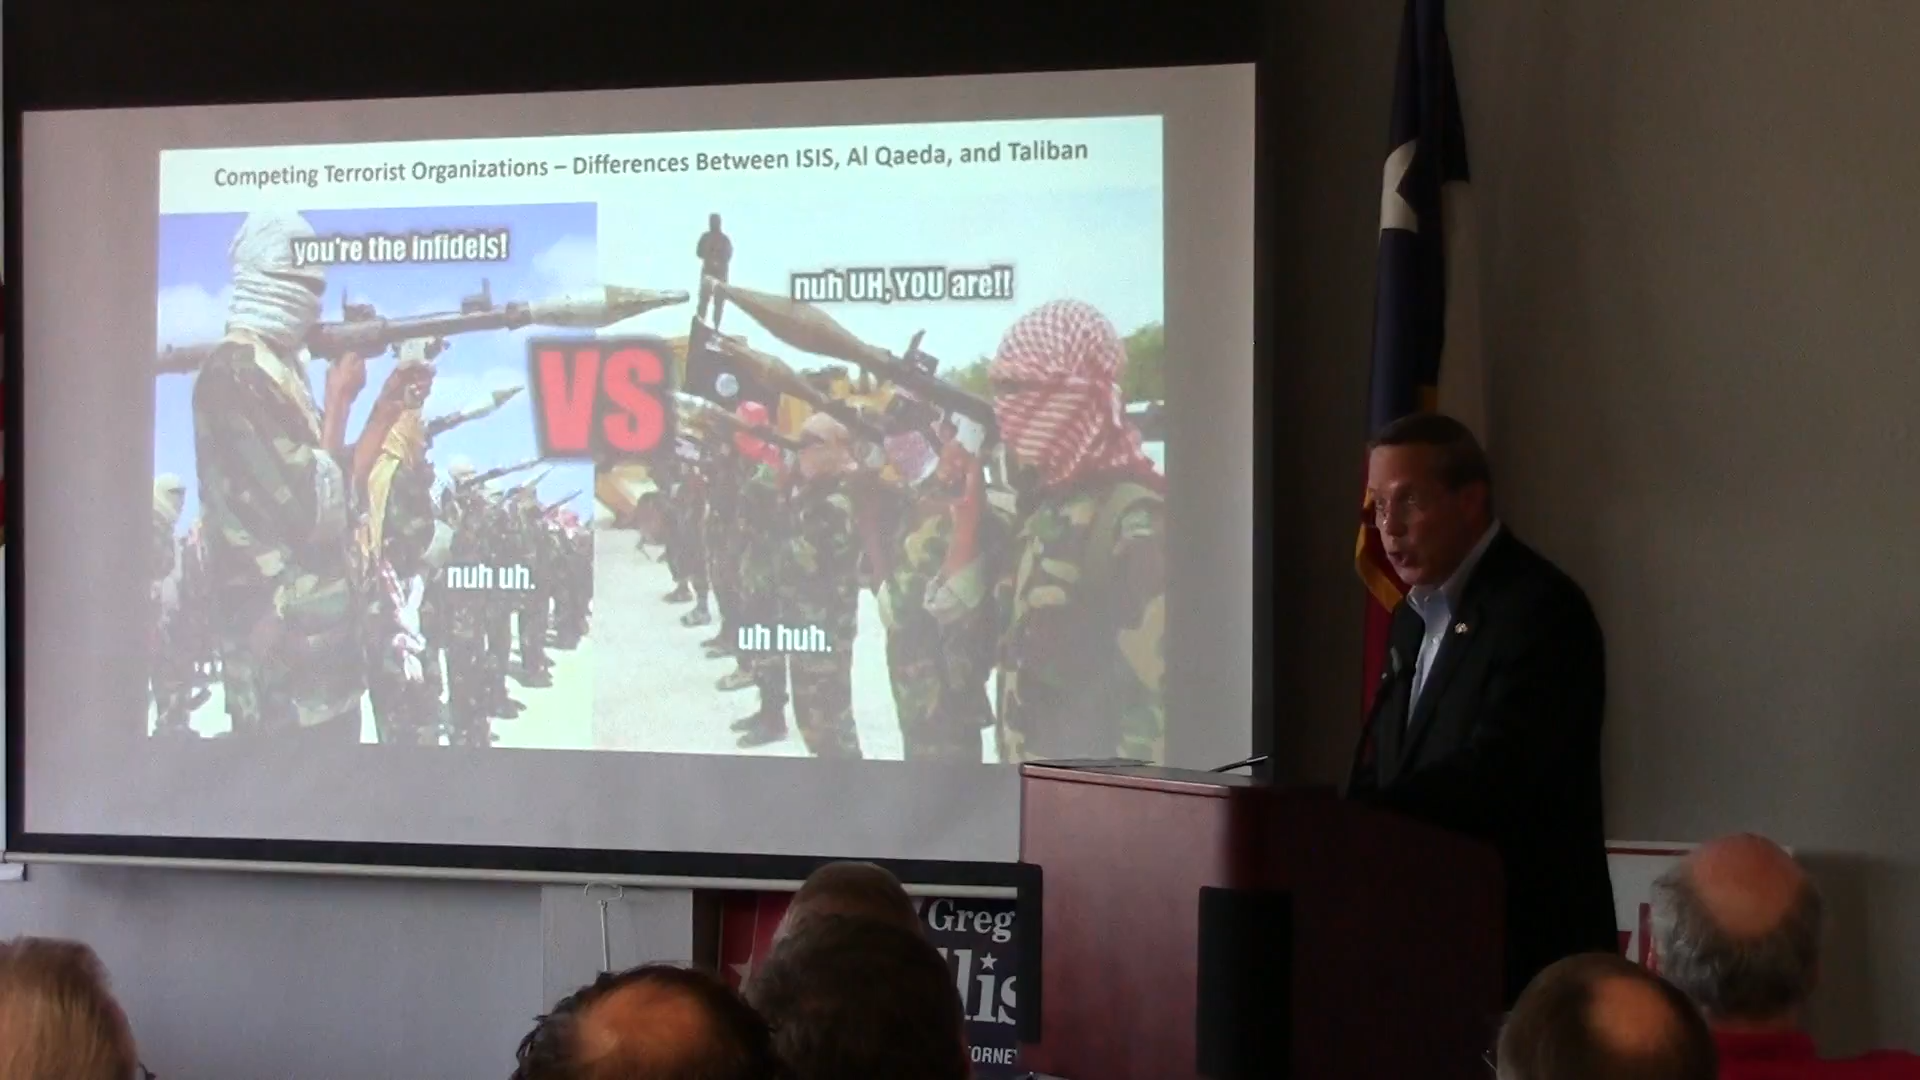 Competing Terrorist Organizations – Differences Between ISIS, Al Qaeda, and Taliban
you're the infidels!
nuh UH, YOU are!!
VS
nuh uh.
uh huh.
Greg